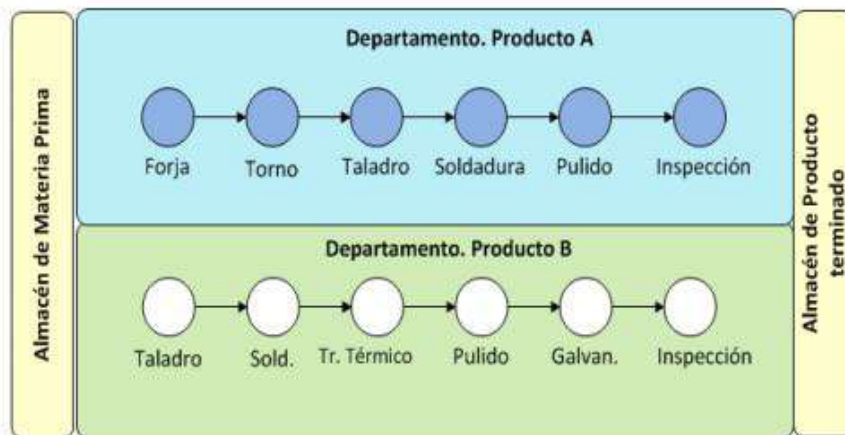 Almacén de Materia Prima
Departamento. Producto A
Forja
Torno
Taladro
Soldadura
Pulido
Inspección
Departamento. Producto B
Taladro
Sold.
Tr. Térmico
Pulido
Galvan.
Inspección
Almacén de Producto
terminado